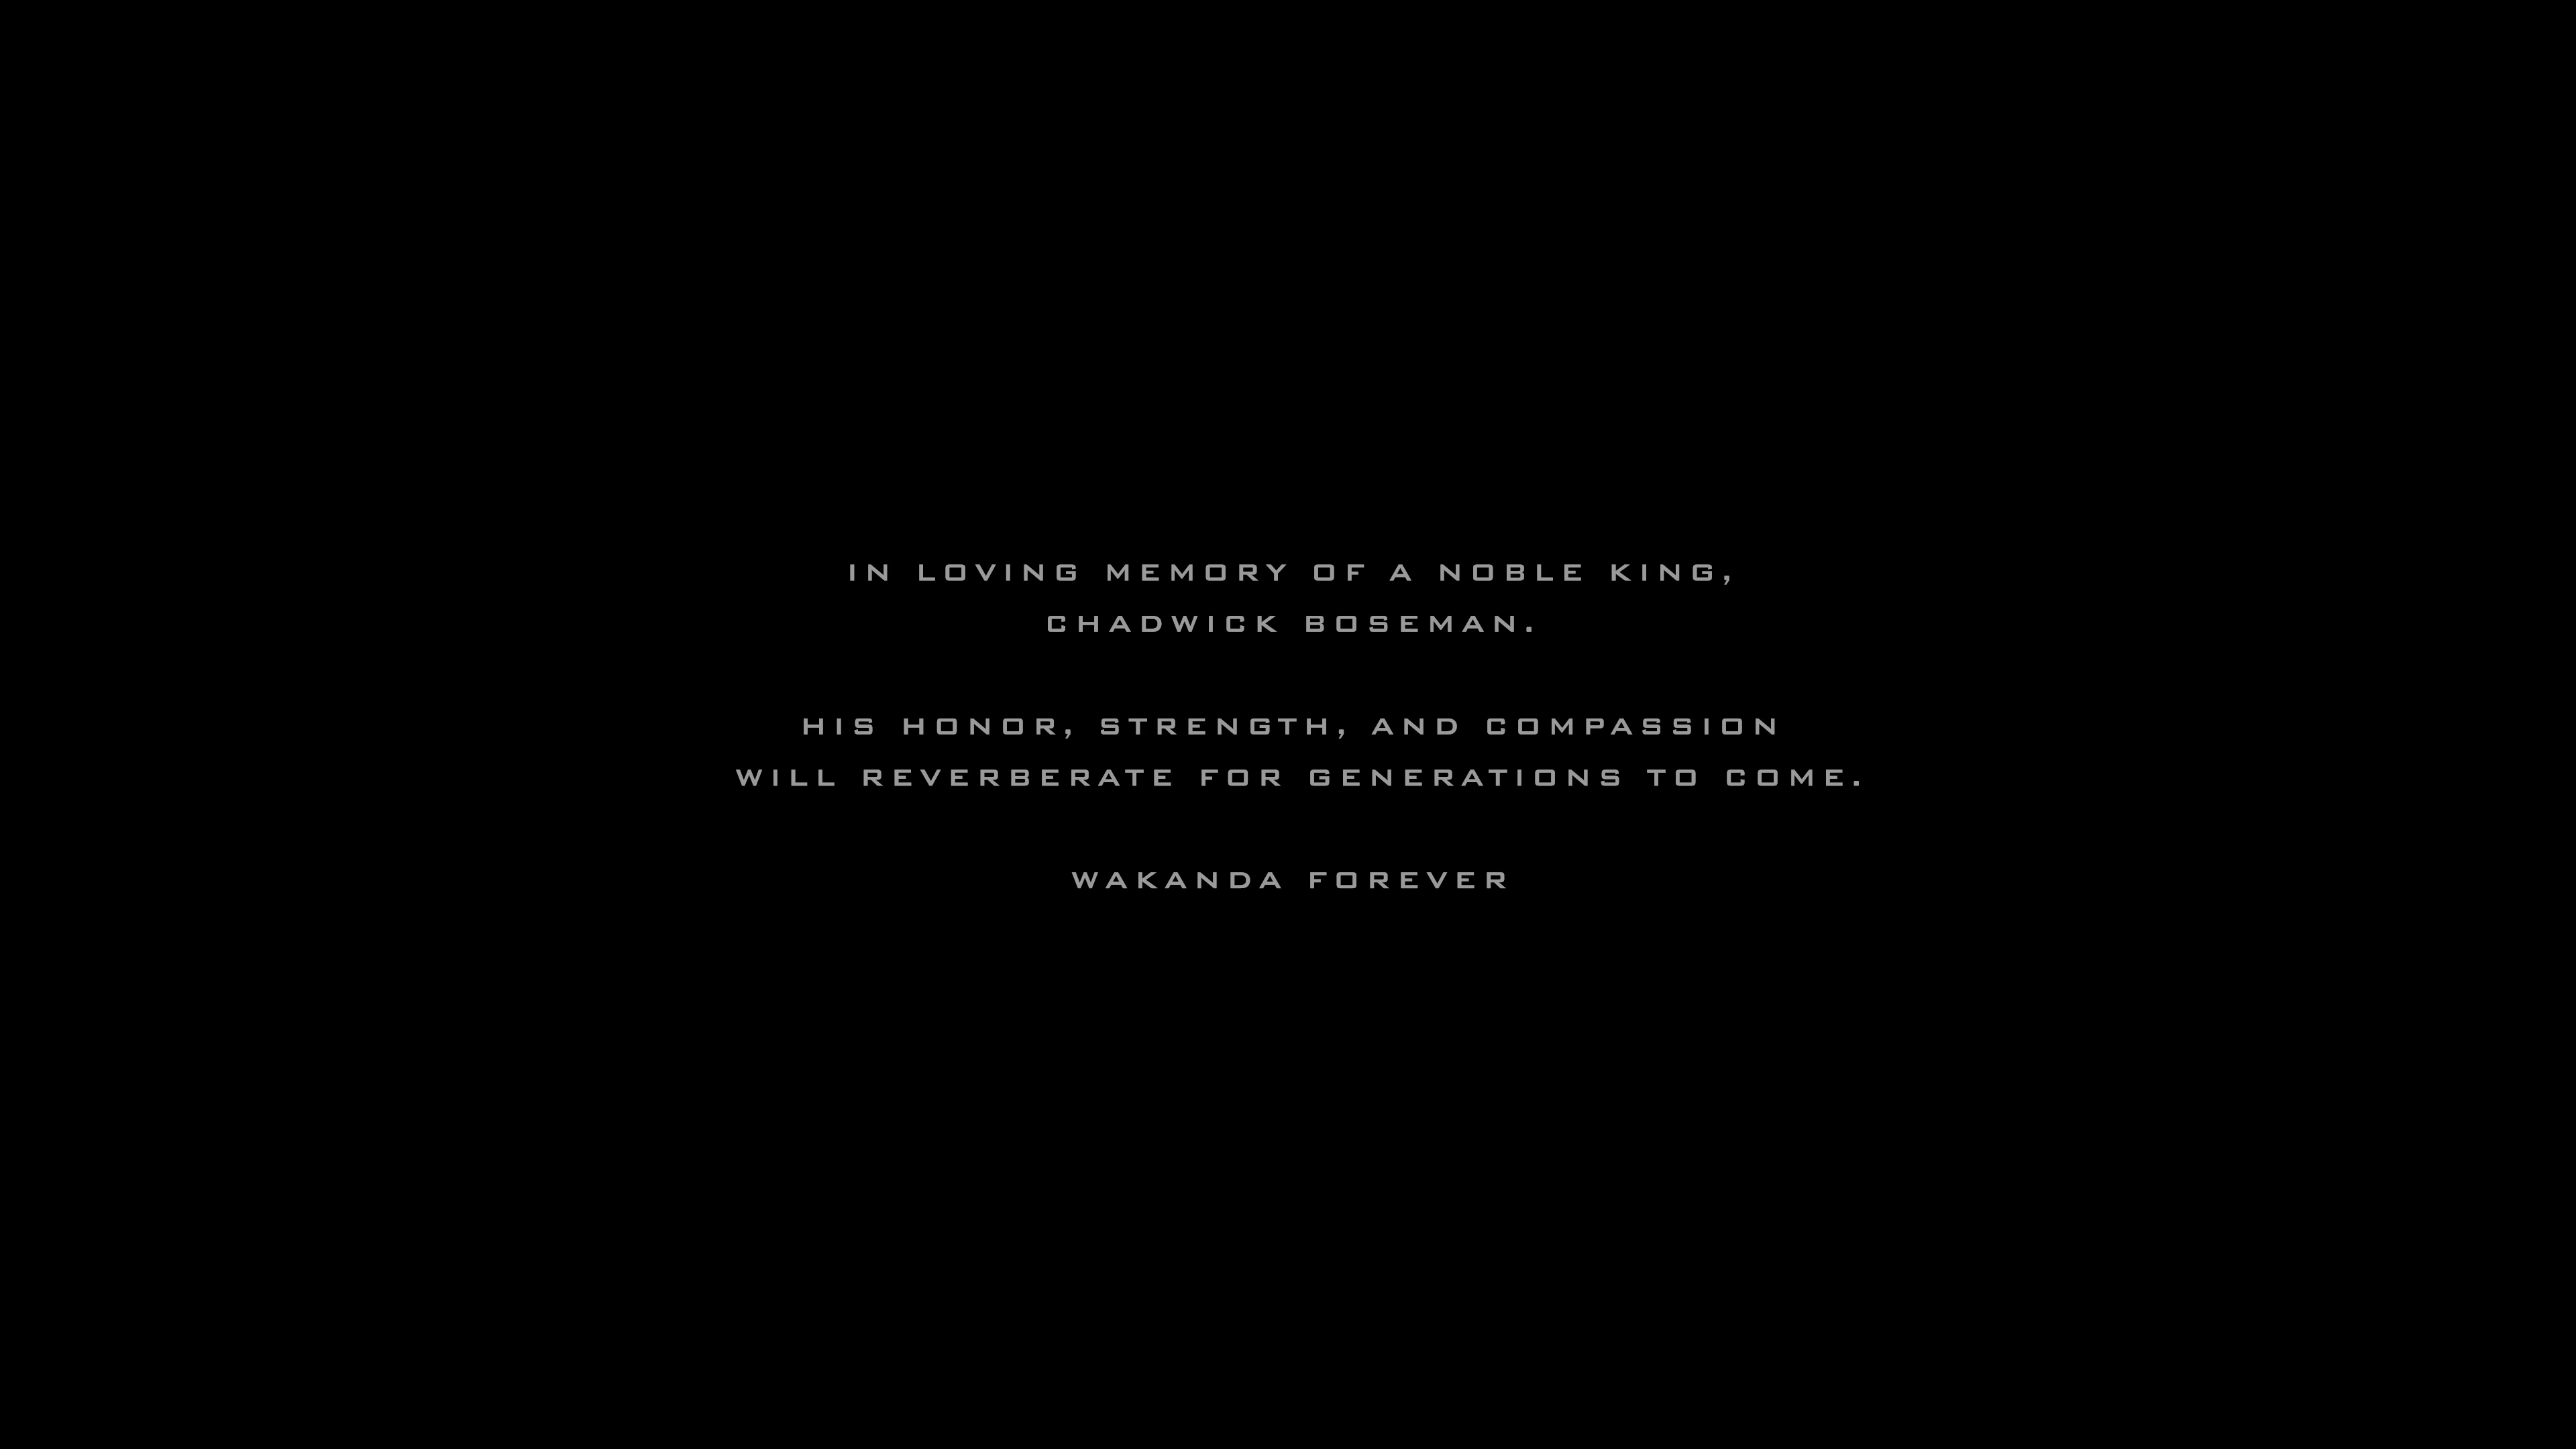 IN LOVING MEMORY OF A NOBLE KING,
CHADWICK BOSEMAN.
HIS HONOR, STRENGTH, AND COMPASSION
WILL REVERBERATE FOR GENERATIONS TO COME.
WAKANDA FOREVER